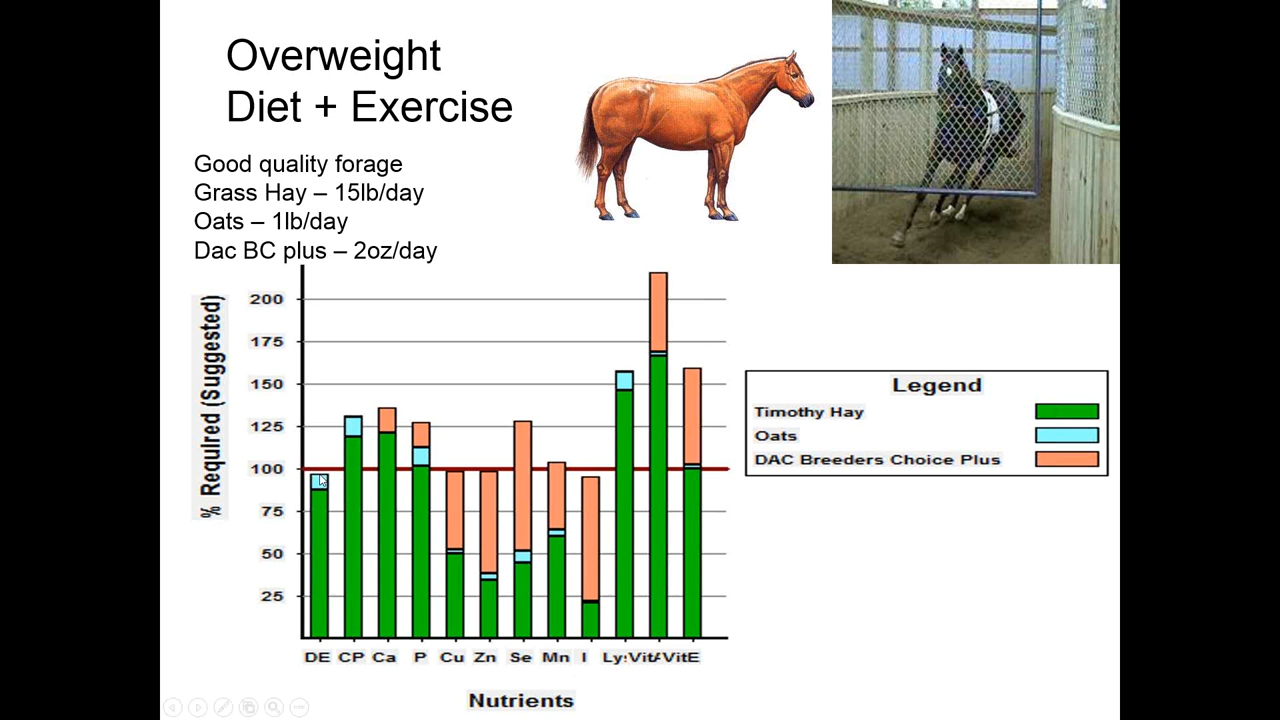 Overweight
Diet + Exercise
Good quality forage
Grass Hay – 15lb/day
Oats – 1lb/day
Dac BC plus – 2oz/day
% Required (Suggested)
200
175
150
125
100
75
50
25
DE CP Ca P Cu Zn Se Mn I Lys VitA VitE
Nutrients
Legend
Timothy Hay
Oats
DAC Breeders Choice Plus